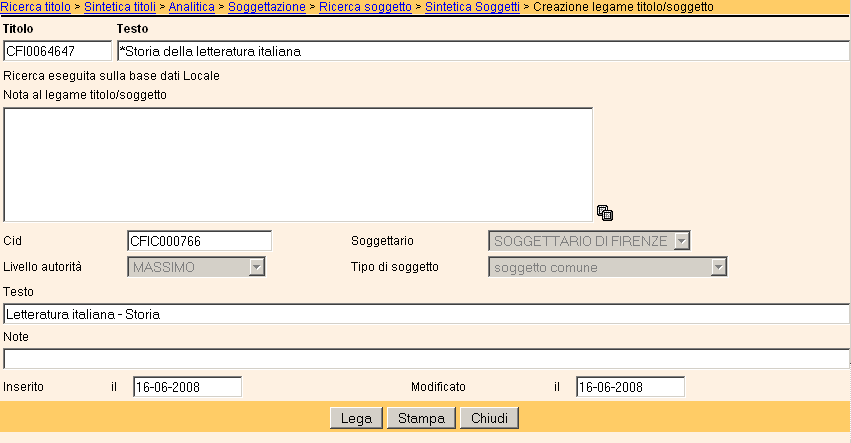 Ricerca titolo > Sintetica titoli > Analitica > Soggettazione > Ricerca soggetto > Sintetica Soggetti > Creazione legame titolo/soggetto
Titolo Testo
CFI0064647 *Storia della letteratura italiana
Ricerca eseguita sulla base dati Locale
Nota al legame titolo/soggetto
Cid CFIC000766 Soggettario SOGGETTARIO DI FIRENZE
Livello autorità MASSIMO Tipo di soggetto soggetto comune
Testo
Letteratura italiana - Storia
Note
Inserito il 16-06-2008 Modificato il 16-06-2008
Lega Stampa Chiudi